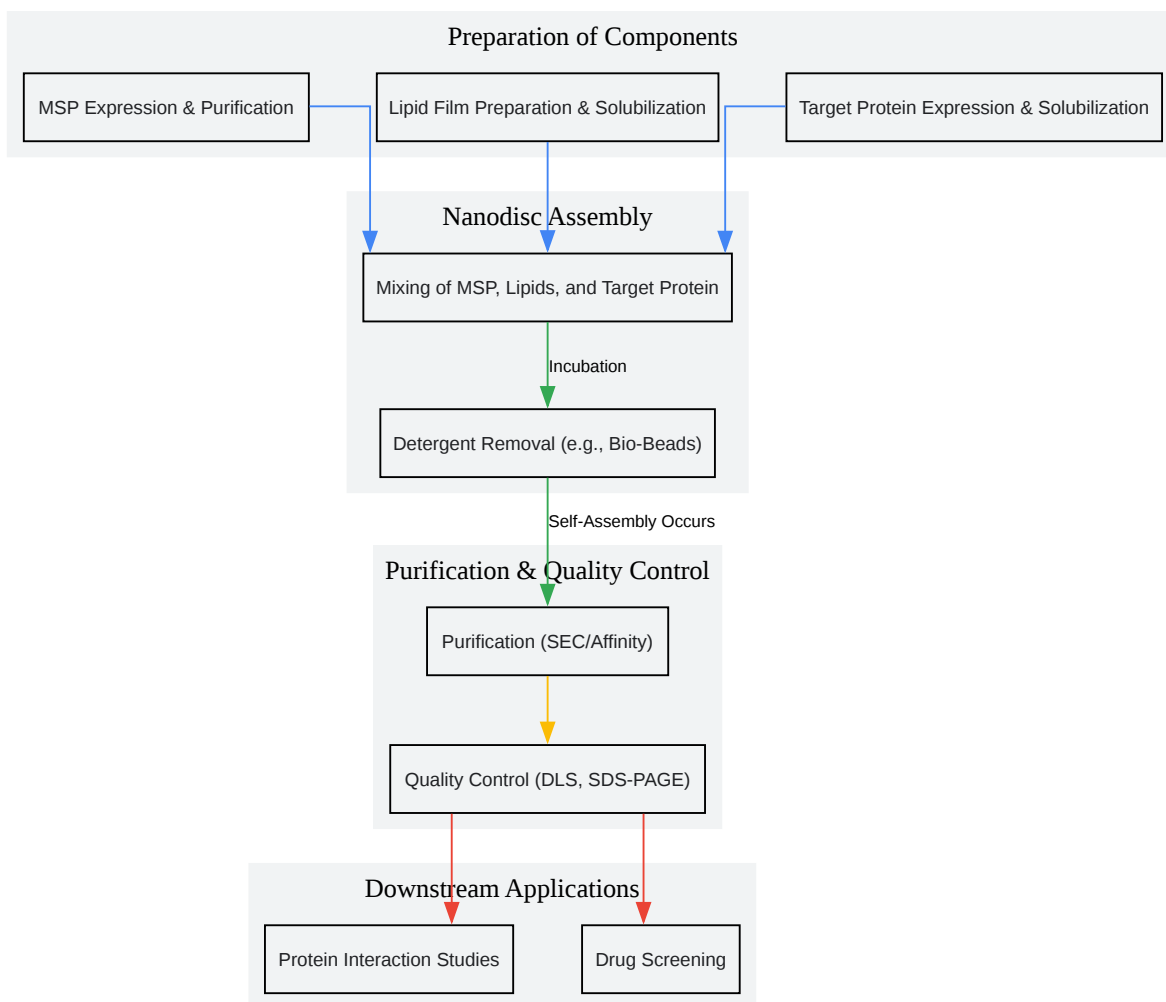 Preparation of Components
MSP Expression & Purification
Lipid Film Preparation & Solubilization
Target Protein Expression & Solubilization
Nanodisc Assembly
Mixing of MSP, Lipids, and Target Protein
Incubation
Detergent Removal (e.g., Bio-Beads)
Self-Assembly Occurs
Purification & Quality Control
Purification (SEC/Affinity)
Quality Control (DLS, SDS-PAGE)
Downstream Applications
Protein Interaction Studies
Drug Screening